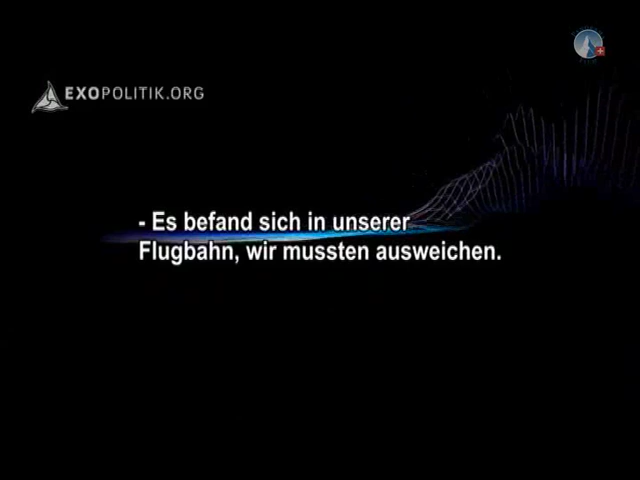 EXOPOLITIK.ORG
- Es befand sich in unserer
Flugbahn, wir mussten ausweichen.